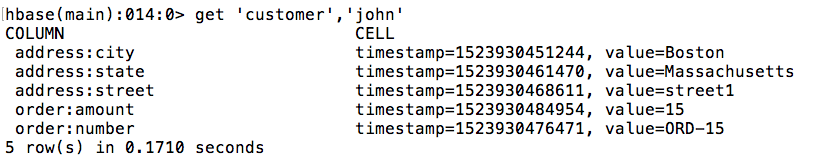 hbase(main):014:0> get 'customer','john'
COLUMN CELL
address:city timestamp=1523930451244, value=Boston
address:state timestamp=1523930461470, value=Massachusetts
address:street timestamp=1523930468611, value=street1
order:amount timestamp=1523930484954, value=15
order:number timestamp=1523930476471, value=ORD-15
5 row(s) in 0.1710 seconds